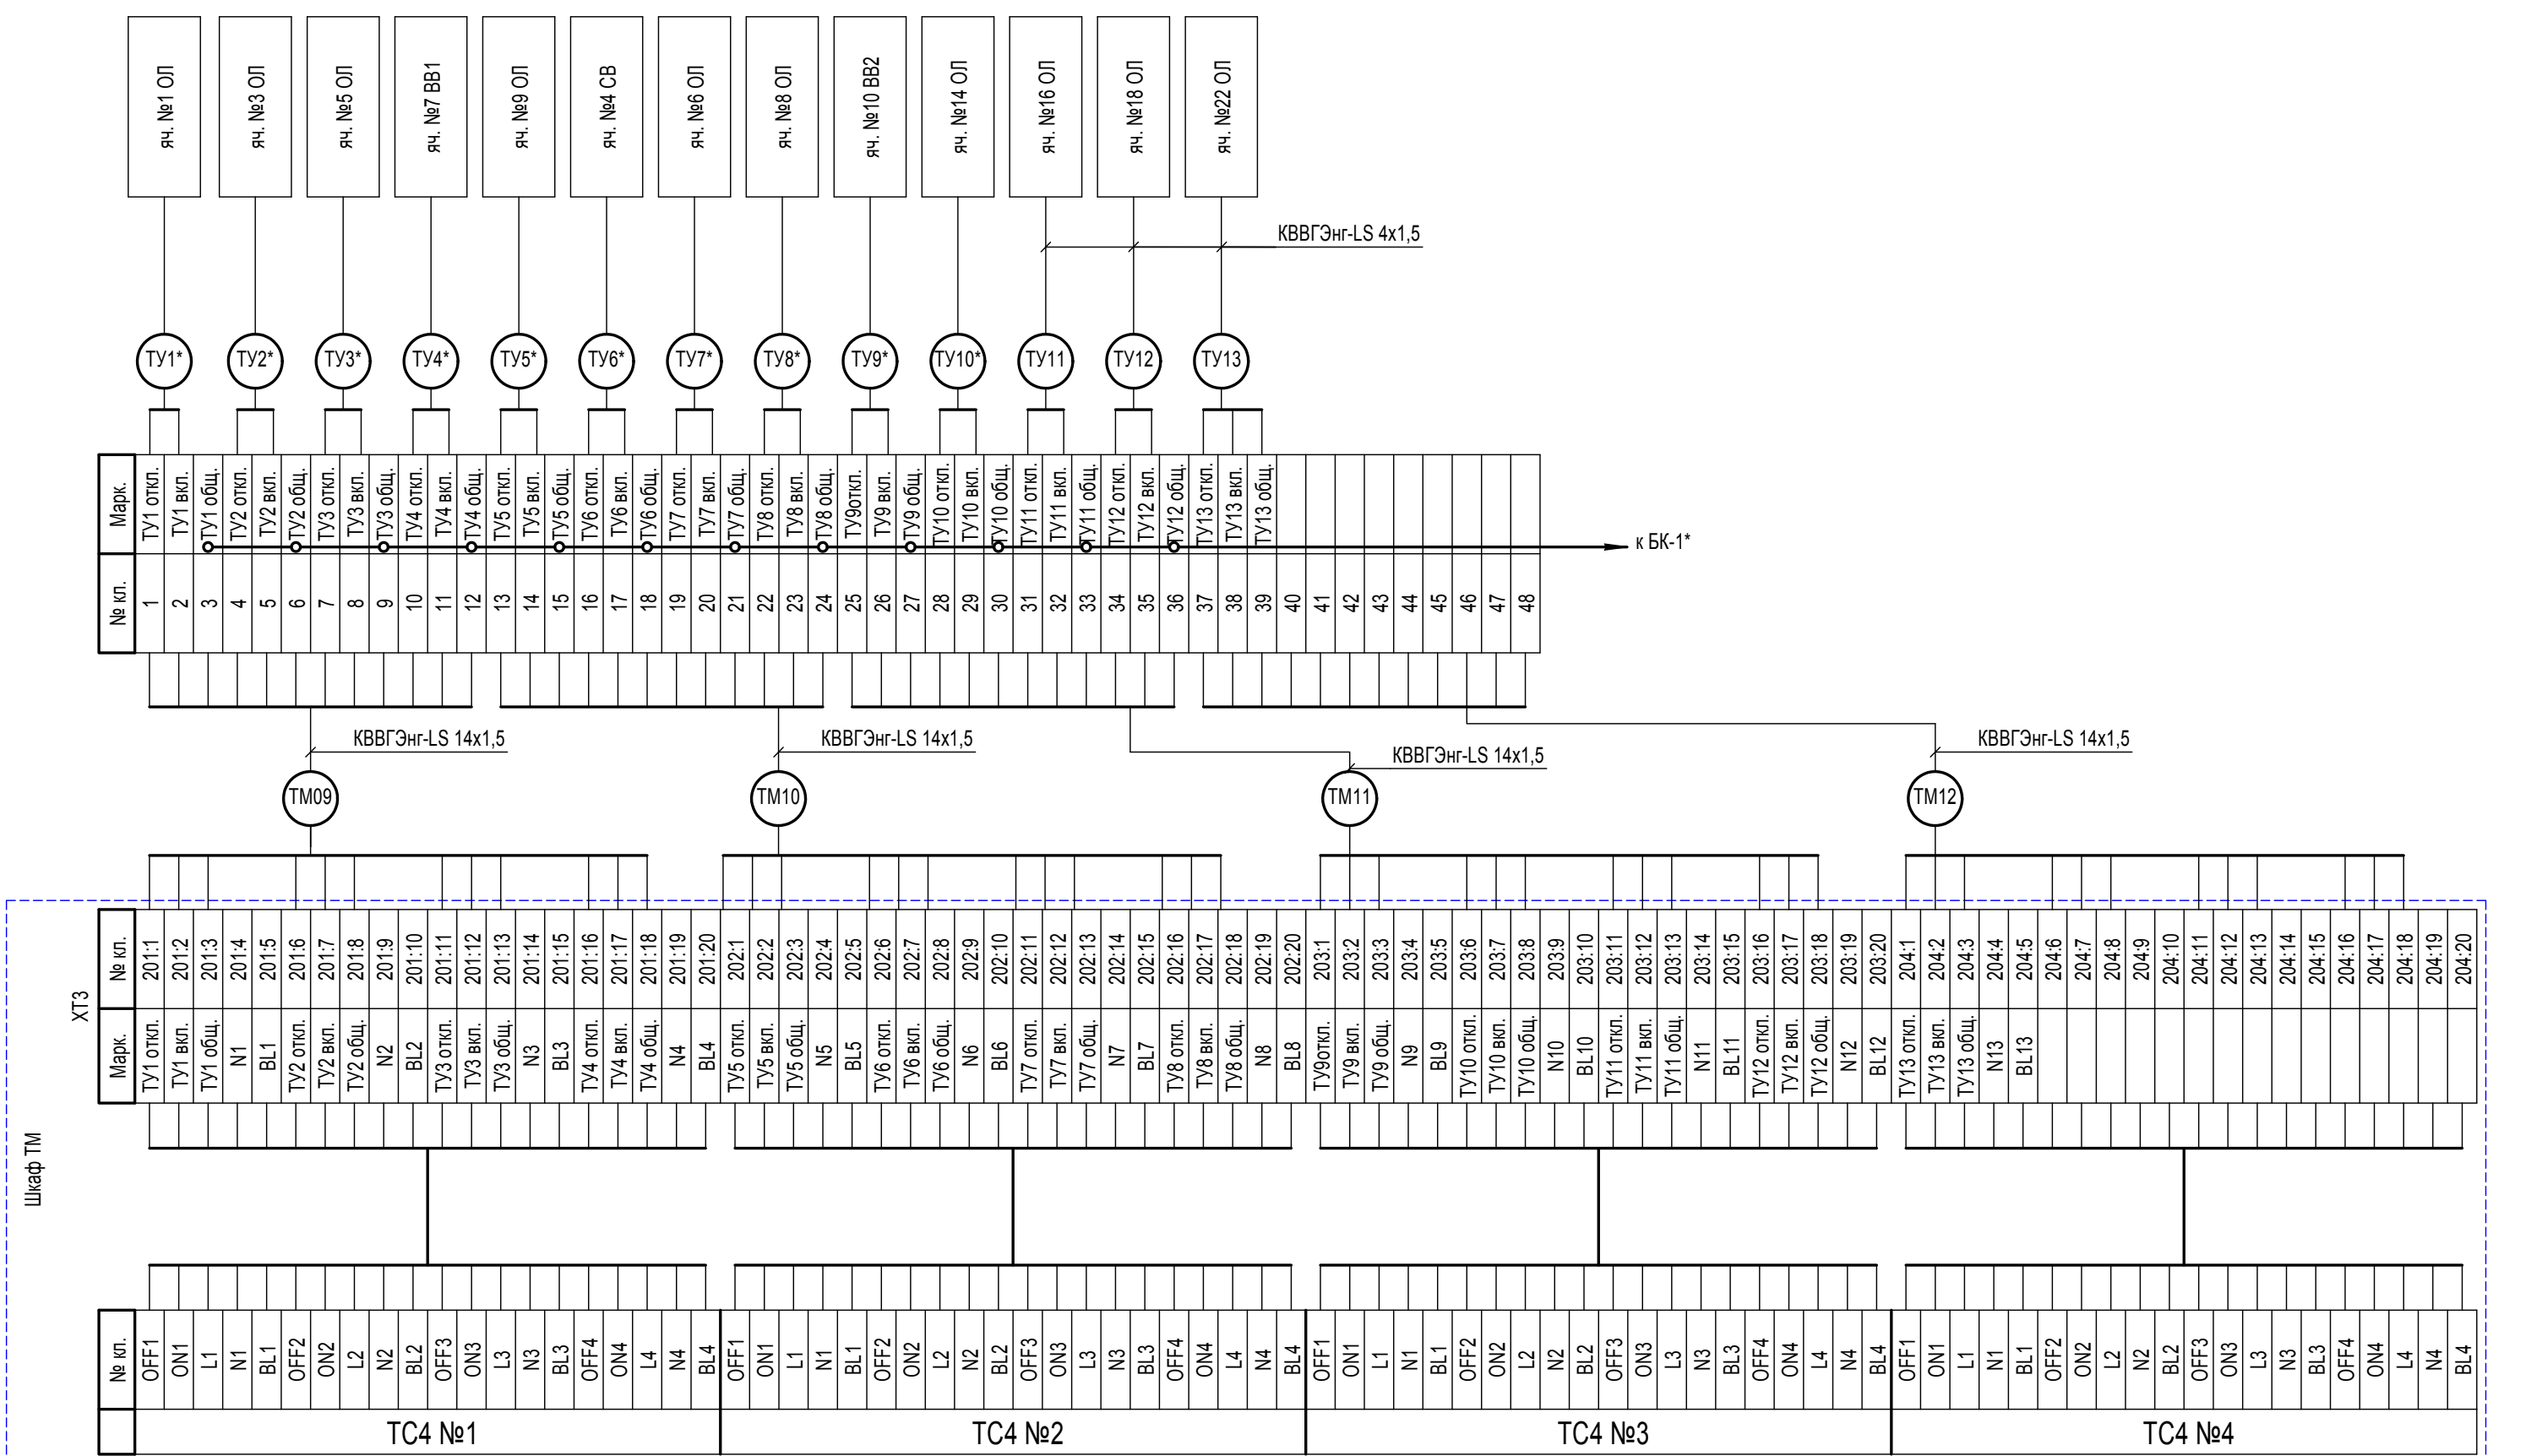 яч. №1 ОЛ
яч. №3 ОЛ
яч. №5 ОЛ
яч. №7 ВВ1
яч. №9 ОЛ
яч. №4 СВ
яч. №6 ОЛ
яч. №8 ОЛ
яч. №10 ВВ2
яч. №14 ОЛ
яч. №16 ОЛ
яч. №18 ОЛ
яч. №22 ОЛ
КВВГЭнг-LS 4x1,5
ТУ1* ТУ2* ТУ3* ТУ4* ТУ5* ТУ6* ТУ7* ТУ8* ТУ9* ТУ10* ТУ11 ТУ12 ТУ13
Марк. ТУ1 откл. ТУ1 вкл. ТУ1 общ. ТУ2 откл. ТУ2 вкл. ТУ2 общ. ТУ3 откл. ТУ3 вкл. ТУ3 общ. ТУ4 откл. ТУ4 вкл. ТУ4 общ. ТУ5 откл. ТУ5 вкл. ТУ5 общ. ТУ6 откл. ТУ6 вкл. ТУ6 общ. ТУ7 откл. ТУ7 вкл. ТУ7 общ. ТУ8 откл. ТУ8 вкл. ТУ8 общ. ТУ9откл. ТУ9 вкл. ТУ9 общ. ТУ10 откл. ТУ10 вкл. ТУ10 общ. ТУ11 откл. ТУ11 вкл. ТУ11 общ. ТУ12 откл. ТУ12 вкл. ТУ12 общ. ТУ13 откл. ТУ13 вкл. ТУ13 общ.
к БК-1*
№ кл. 1 2 3 4 5 6 7 8 9 10 11 12 13 14 15 16 17 18 19 20 21 22 23 24 25 26 27 28 29 30 31 32 33 34 35 36 37 38 39 40 41 42 43 44 45 46 47 48
КВВГЭнг-LS 14x1,5
КВВГЭнг-LS 14x1,5
КВВГЭнг-LS 14x1,5
КВВГЭнг-LS 14x1,5
ТМ09 ТМ10 ТМ11 ТМ12
Шкаф ТМ
ХТ3
№ кл. 201:1 201:2 201:3 201:4 201:5 201:6 201:7 201:8 201:9 201:10 201:11 201:12 201:13 201:14 201:15 201:16 201:17 201:18 201:19 201:20 202:1 202:2 202:3 202:4 202:5 202:6 202:7 202:8 202:9 202:10 202:11 202:12 202:13 202:14 202:15 202:16 202:17 202:18 202:19 202:20 203:1 203:2 203:3 203:4 203:5 203:6 203:7 203:8 203:9 203:10 203:11 203:12 203:13 203:14 203:15 203:16 203:17 203:18 203:19 203:20 204:1 204:2 204:3 204:4 204:5 204:6 204:7 204:8 204:9 204:10 204:11 204:12 204:13 204:14 204:15 204:16 204:17 204:18 204:19 204:20
Марк. ТУ1 откл. ТУ1 вкл. ТУ1 общ. N1 BL1 ТУ2 откл. ТУ2 вкл. ТУ2 общ. N2 BL2 ТУ3 откл. ТУ3 вкл. ТУ3 общ. N3 BL3 ТУ4 откл. ТУ4 вкл. ТУ4 общ. N4 BL4 ТУ5 откл. ТУ5 вкл. ТУ5 общ. N5 BL5 ТУ6 откл. ТУ6 вкл. ТУ6 общ. N6 BL6 ТУ7 откл. ТУ7 вкл. ТУ7 общ. N7 BL7 ТУ8 откл. ТУ8 вкл. ТУ8 общ. N8 BL8 ТУ9откл. ТУ9 вкл. ТУ9 общ. N9 BL9 ТУ10 откл. ТУ10 вкл. ТУ10 общ. N10 BL10 ТУ11 откл. ТУ11 вкл. ТУ11 общ. N11 BL11 ТУ12 откл. ТУ12 вкл. ТУ12 общ. N12 BL12 ТУ13 откл. ТУ13 вкл. ТУ13 общ. N13 BL13
№ кл. OFF1 ON1 L1 N1 BL1 OFF2 ON2 L2 N2 BL2 OFF3 ON3 L3 N3 BL3 OFF4 ON4 L4 N4 BL4 OFF1 ON1 L1 N1 BL1 OFF2 ON2 L2 N2 BL2 OFF3 ON3 L3 N3 BL3 OFF4 ON4 L4 N4 BL4 OFF1 ON1 L1 N1 BL1 OFF2 ON2 L2 N2 BL2 OFF3 ON3 L3 N3 BL3 OFF4 ON4 L4 N4 BL4 OFF1 ON1 L1 N1 BL1 OFF2 ON2 L2 N2 BL2 OFF3 ON3 L3 N3 BL3 OFF4 ON4 L4 N4 BL4
ТС4 №1 ТС4 №2 ТС4 №3 ТС4 №4